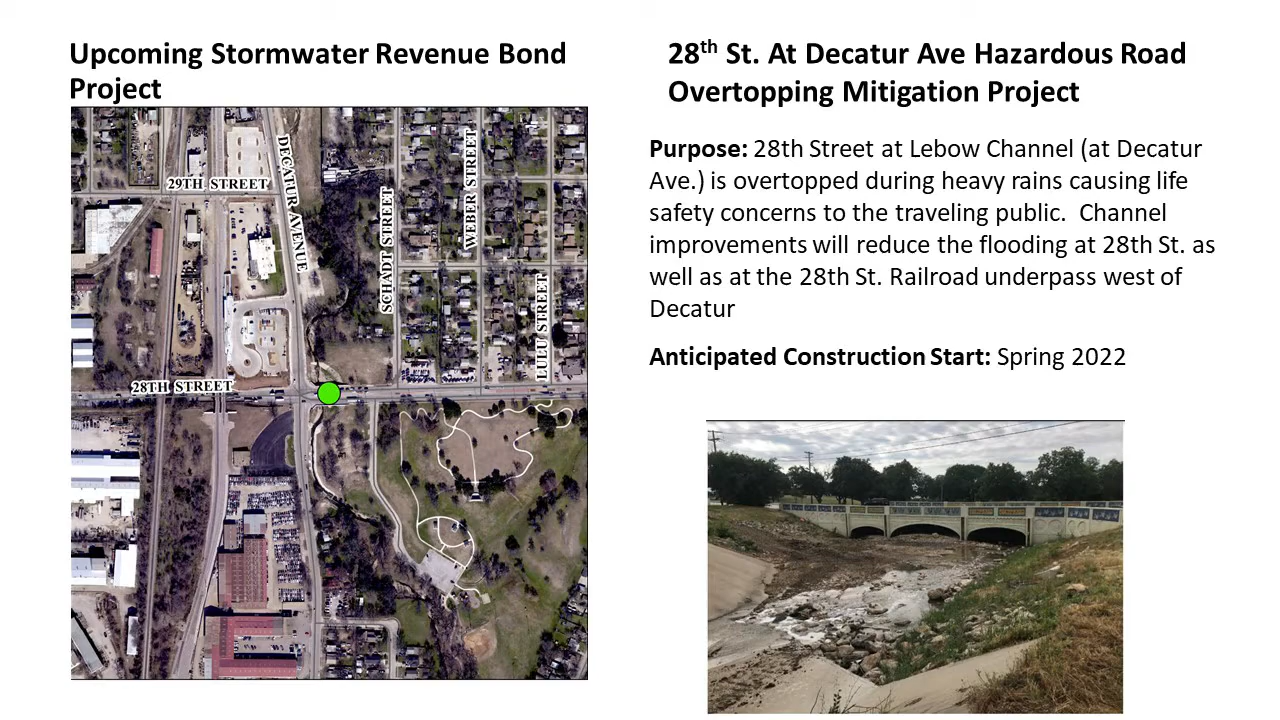 Upcoming Stormwater Revenue Bond
Project
29TH STREET
DECATUR AVENUE
SCHADT STREET
WEBER STREET
LULU STREET
28TH STREET
28th St. At Decatur Ave Hazardous Road
Overtopping Mitigation Project
Purpose: 28th Street at Lebow Channel (at Decatur
Ave.) is overtopped during heavy rains causing life
safety concerns to the traveling public.  Channel
improvements will reduce the flooding at 28th St. as
well as at the 28th St. Railroad underpass west of
Decatur
Anticipated Construction Start: Spring 2022